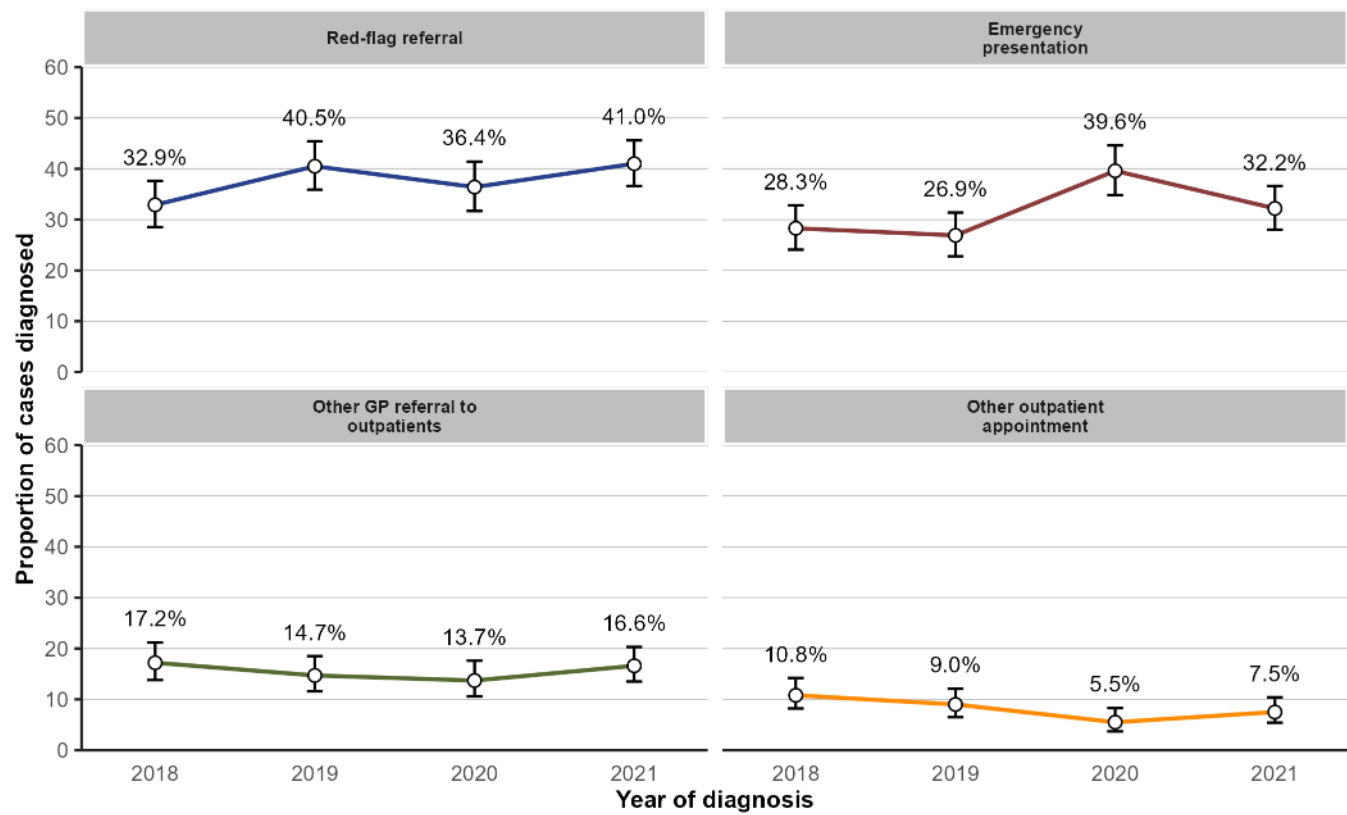 Red-flag referral
Emergency
presentation
60
50
40
30
20
10
0
32.9%
40.5%
36.4%
41.0%
28.3%
26.9%
39.6%
32.2%
Proportion of cases diagnosed
Other GP referral to
outpatients
Other outpatient
appointment
60
50
40
30
20
10
0
17.2%
14.7%
13.7%
16.6%
10.8%
9.0%
5.5%
7.5%
2018 2019 2020 2021
2018 2019 2020 2021
Year of diagnosis